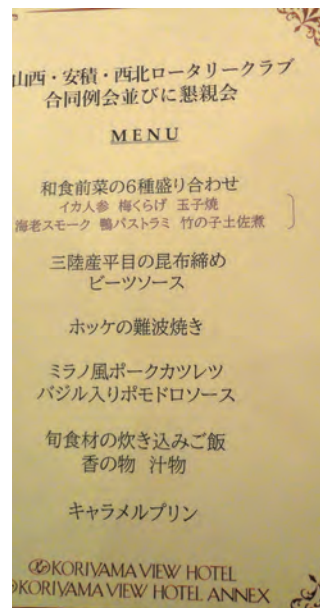 山西・安積・西北ロータリークラブ
合同例会並びに懇親会
MENU
和食前菜の6種盛り合わせ
イカ人参 梅くらげ 玉子焼
海老スモーク 鴨パストラミ 竹の子土佐煮
三陸産平目の昆布締め
ビーツソース
ホッケの難波焼き
ミラノ風ポークカツレツ
バジル入りポモドロソース
旬食材の炊き込みご飯
香の物 汁物
キャラメルプリン
KORIYAMA VIEW HOTEL
KORIYAMA VIEW HOTEL ANNEX